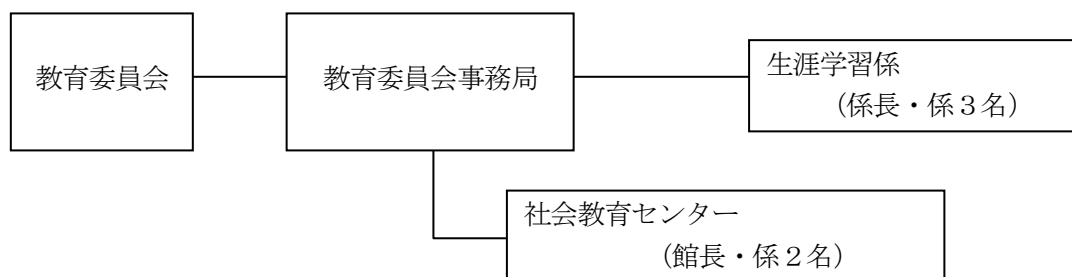 教育委員会
教育委員会事務局
生涯学習係
（係長・係３名）
社会教育センター
（館長・係２名）